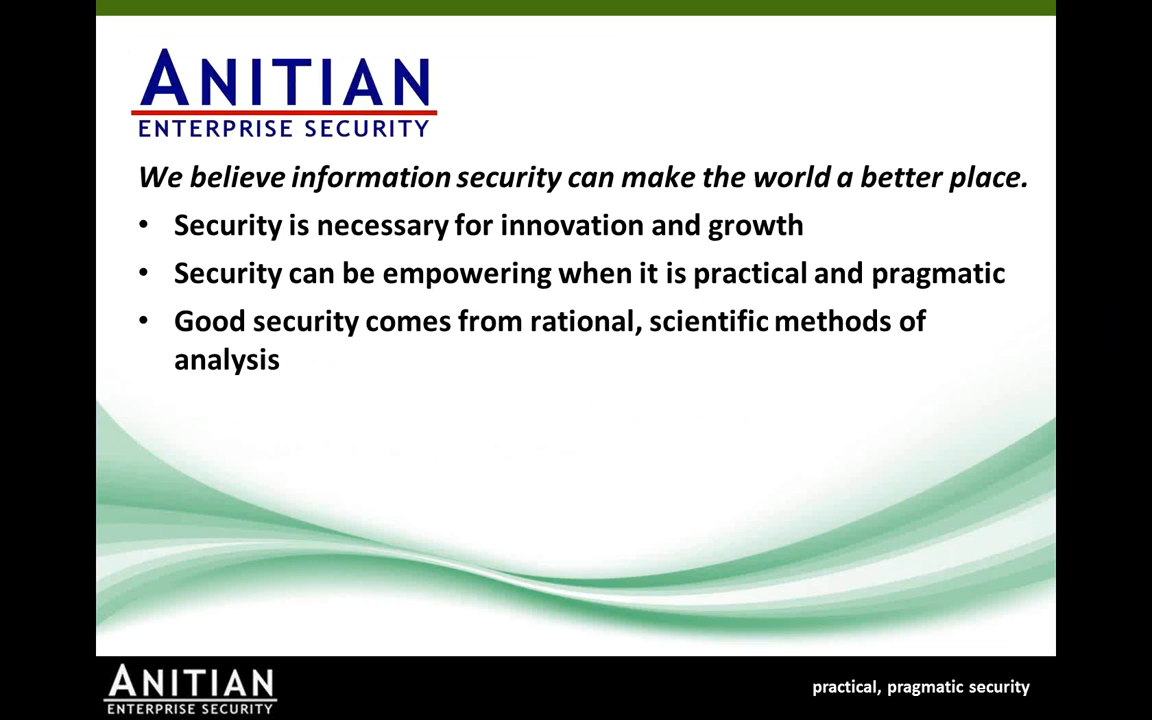 ANITIAN
ENTERPRISE SECURITY
We believe information security can make the world a better place.
• Security is necessary for innovation and growth
• Security can be empowering when it is practical and pragmatic
• Good security comes from rational, scientific methods of
analysis
ANITIAN
ENTERPRISE SECURITY
practical, pragmatic security